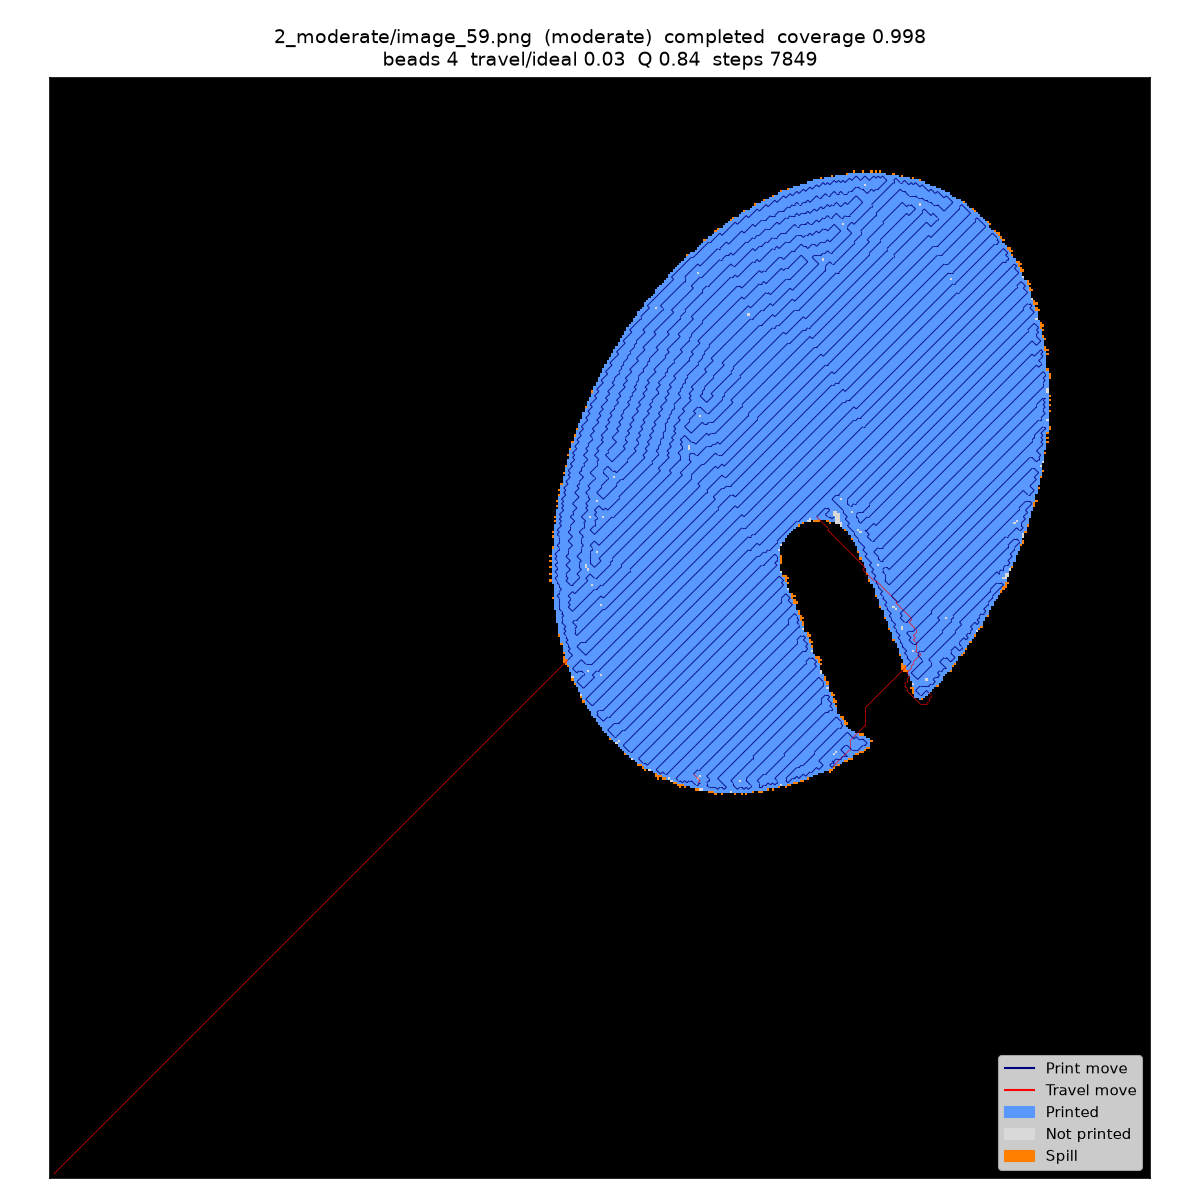 2_moderate/image_59.png  (moderate)  completed  coverage 0.998
beads 4  travel/ideal 0.03  Q 0.84  steps 7849
Print move
Travel move
Printed
Not printed
Spill